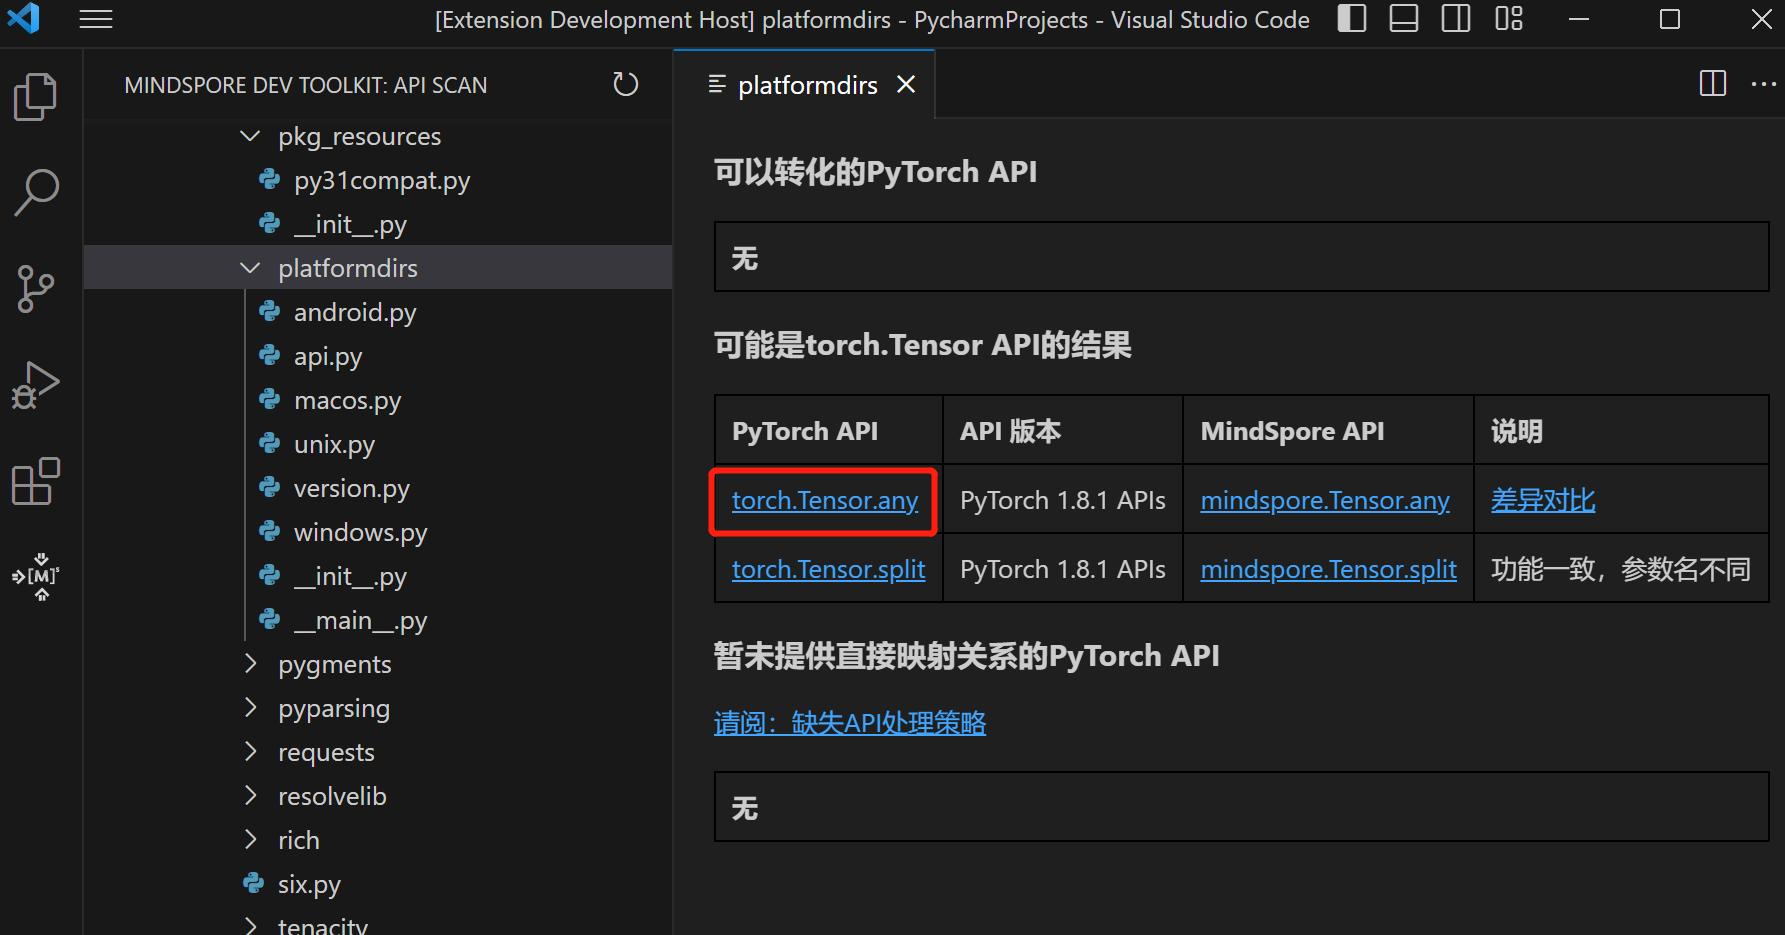 [Extension Development Host] platformdirs - PycharmProjects - Visual Studio Code
MINDSPORE DEV TOOLKIT: API SCAN
pkg_resources
py31compat.py
__init__.py
platformdirs
android.py
api.py
macos.py
unix.py
version.py
windows.py
__init__.py
__main__.py
pygments
pyparsing
requests
resolvelib
rich
six.py
tenacity
platformdirs
可以转化的PyTorch API
无
可能是torch.Tensor API的结果
PyTorch API API 版本 MindSpore API 说明
torch.Tensor.any PyTorch 1.8.1 APIs mindspore.Tensor.any 差异对比
torch.Tensor.split PyTorch 1.8.1 APIs mindspore.Tensor.split 功能一致，参数名不同
暂未提供直接映射关系的PyTorch API
请阅：缺失API处理策略
无
[M]s